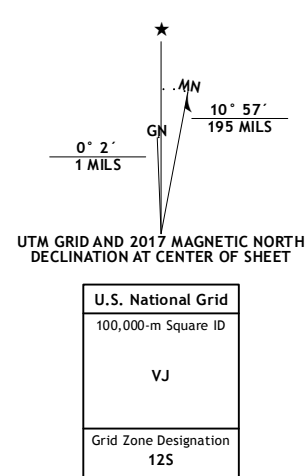 MN
GN
10° 57´
195 MILS
0° 2´
1 MILS
UTM GRID AND 2017 MAGNETIC NORTH
DECLINATION AT CENTER OF SHEET
U.S. National Grid
100,000-m Square ID
VJ
Grid Zone Designation
12S